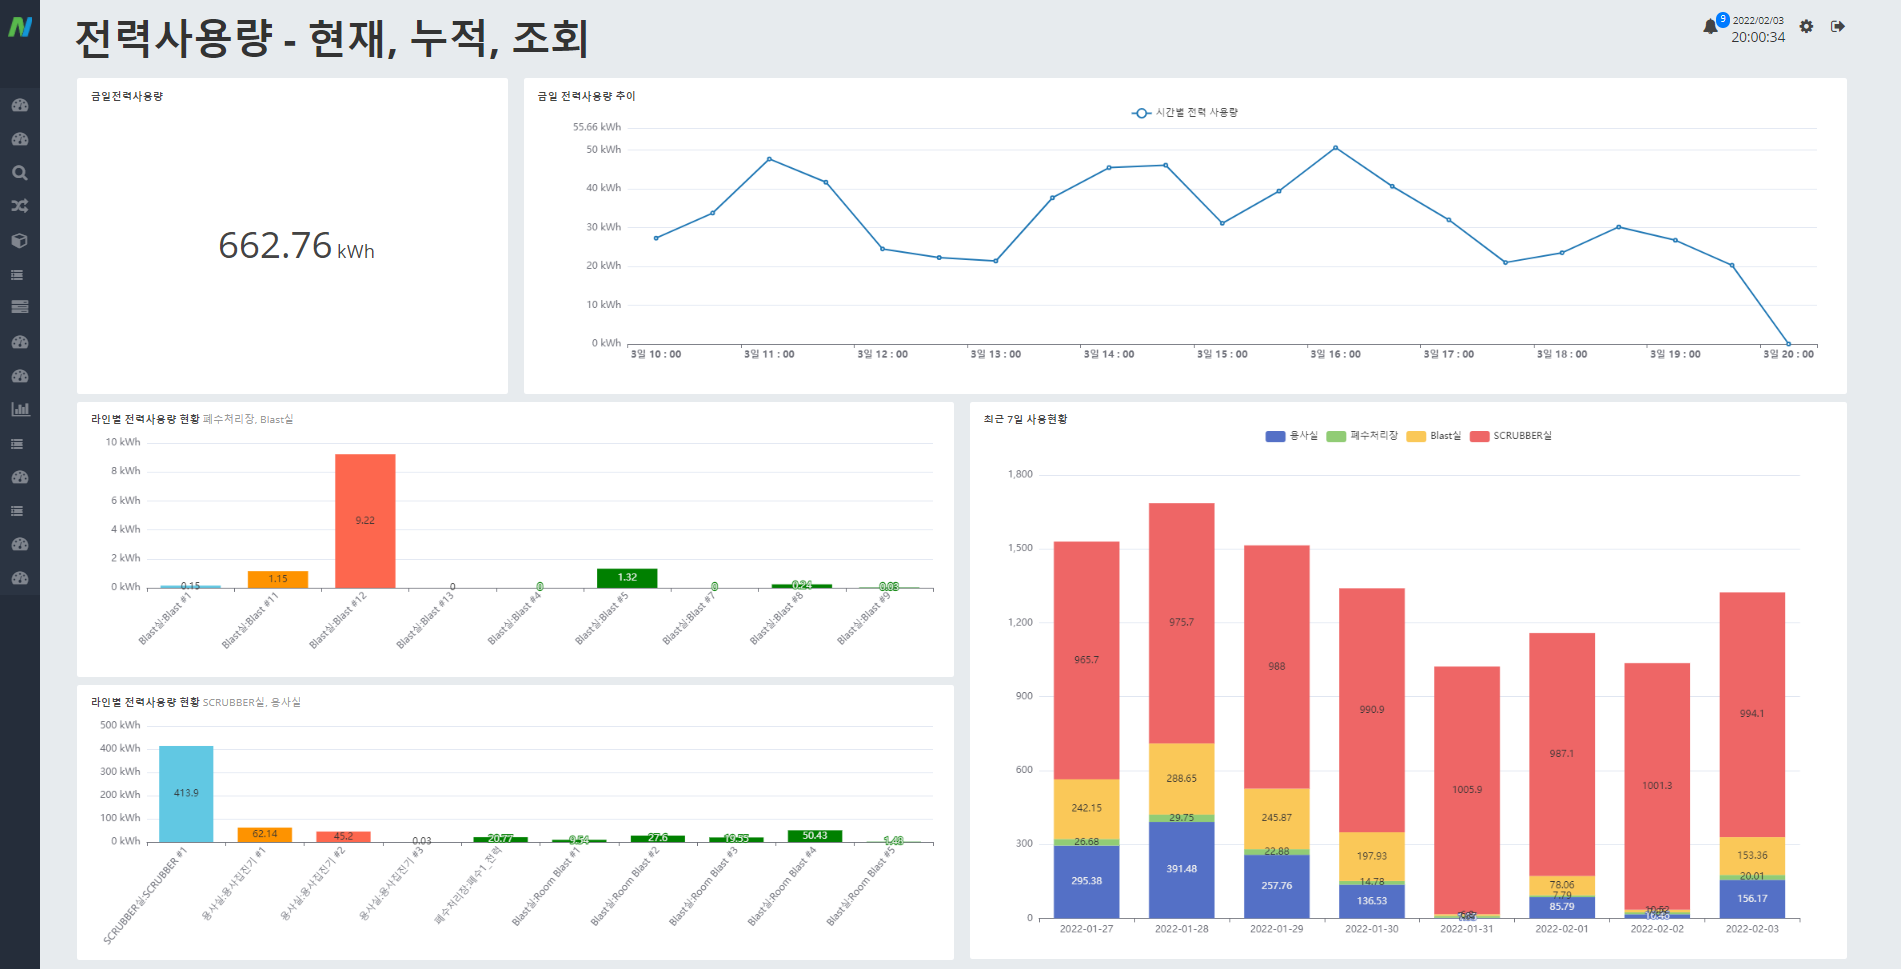 전력사용량 - 현재, 누적, 조회
9
2022/02/03
20:00:34
금일전력사용량
662.76 kWh
금일 전력사용량 추이
시간별 전력 사용량
55.66 kWh
50 kWh
40 kWh
30 kWh
20 kWh
10 kWh
0 kWh
3일 10 : 00
3일 11 : 00
3일 12 : 00
3일 13 : 00
3일 14 : 00
3일 15 : 00
3일 16 : 00
3일 17 : 00
3일 18 : 00
3일 19 : 00
3일 20 : 00
라인별 전력사용량 현황 폐수처리장, Blast실
10 kWh
8 kWh
6 kWh
4 kWh
2 kWh
0 kWh
0.15
1.15
9.22
0
0
1.32
0
0.24
0.03
Blast실:Blast #1
Blast실:Blast #11
Blast실:Blast #12
Blast실:Blast #13
Blast실:Blast #4
Blast실:Blast #5
Blast실:Blast #7
Blast실:Blast #8
Blast실:Blast #9
라인별 전력사용량 현황 SCRUBBER실, 용사실
500 kWh
400 kWh
300 kWh
200 kWh
100 kWh
0 kWh
413.9
62.14
45.2
0.03
20.77
9.54
27.6
19.55
50.43
SCRUBBER실:SCRUBBER #1
용사실:용사집진기 #1
용사실:용사집진기 #2
용사실:용사집진기 #3
폐수처리장:폐수1_전력
Blast실:Room Blast #1
Blast실:Room Blast #2
Blast실:Room Blast #3
Blast실:Room Blast #4
Blast실:Room Blast #5
최근 7일 사용현황
용사실
폐수처리장
Blast실
SCRUBBER실
1,800
1,500
1,200
900
600
300
0
965.7
242.15
26.68
295.38
975.7
288.65
29.75
391.48
988
245.87
22.88
257.76
990.9
197.93
14.78
136.53
1005.9
987.1
78.06
7.79
85.79
1001.3
10.52
994.1
153.36
20.01
156.17
2022-01-27
2022-01-28
2022-01-29
2022-01-30
2022-01-31
2022-02-01
2022-02-02
2022-02-03